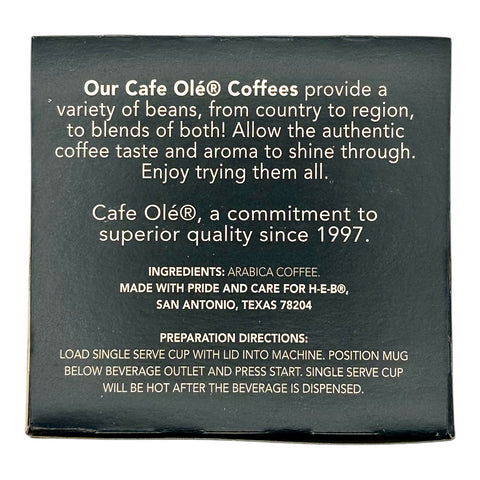 Our Cafe Olé® Coffees provide a
variety of beans, from country to region,
to blends of both! Allow the authentic
coffee taste and aroma to shine through.
Enjoy trying them all.
Cafe Olé®, a commitment to
superior quality since 1997.
INGREDIENTS: ARABICA COFFEE.
MADE WITH PRIDE AND CARE FOR H-E-B®,
SAN ANTONIO, TEXAS 78204
PREPARATION DIRECTIONS:
LOAD SINGLE SERVE CUP WITH LID INTO MACHINE. POSITION MUG
BELOW BEVERAGE OUTLET AND PRESS START. SINGLE SERVE CUP
WILL BE HOT AFTER THE BEVERAGE IS DISPENSED.